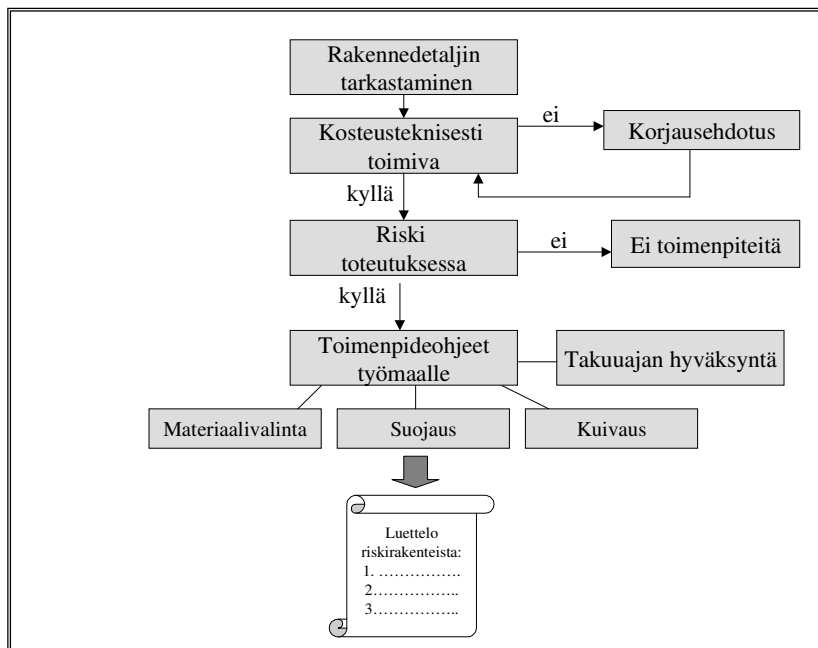 Rakennedetaljin
tarkastaminen
ei
Kosteusteknisesti
toimiva
Korjausehdotus
kyllä
Riski
toteutuksessa
ei
Ei toimenpiteitä
kyllä
Toimenpideohjeet
työmaalle
Takuuajan hyväksyntä
Materiaalivalinta
Suojaus
Kuivaus
Luettelo
riskirakenteista:
1. …………….
2……………..
3……………..